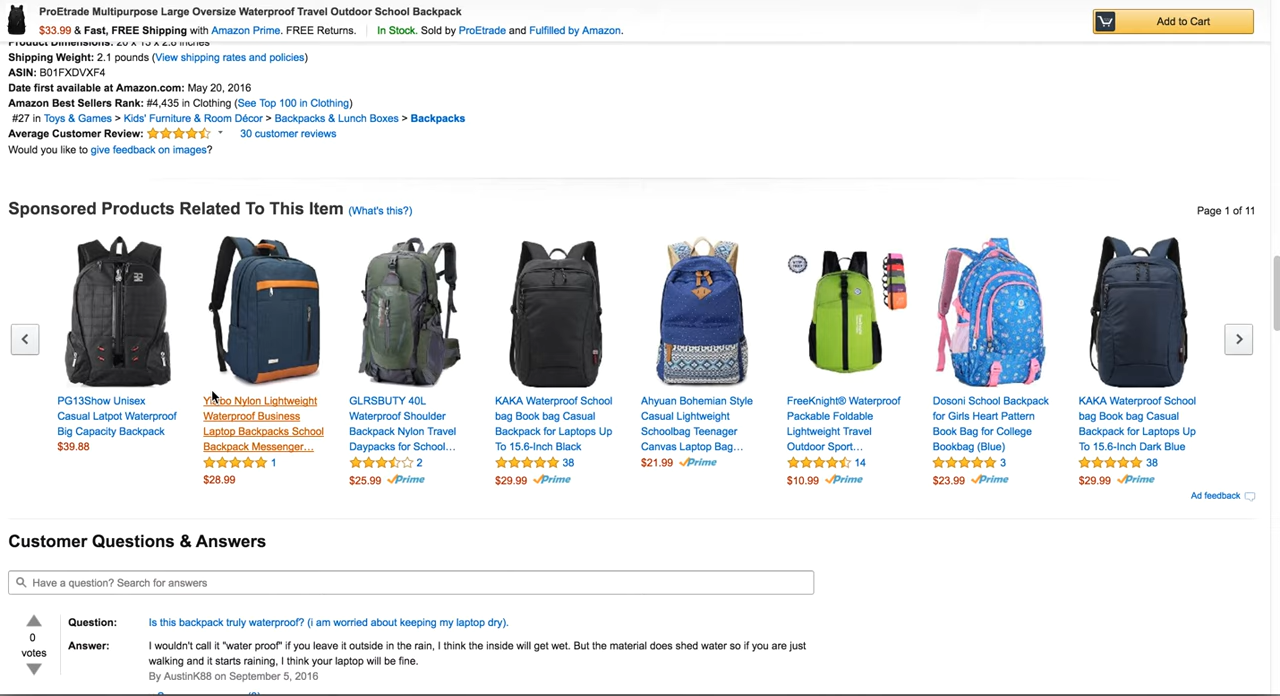 ProEtrade Multipurpose Large Oversize Waterproof Travel Outdoor School Backpack
$33.99 & Fast, FREE Shipping with Amazon Prime. FREE Returns. In Stock. Sold by ProEtrade and Fulfilled by Amazon.
Add to Cart
Product Dimensions: 20 x 13 x 2.8 inches
Shipping Weight: 2.1 pounds (View shipping rates and policies)
ASIN: B01FXDVXF4
Date first available at Amazon.com: May 20, 2016
Amazon Best Sellers Rank: #4,435 in Clothing (See Top 100 in Clothing)
#27 in Toys & Games > Kids' Furniture & Room Décor > Backpacks & Lunch Boxes > Backpacks
Average Customer Review: 30 customer reviews
Would you like to give feedback on images?
Sponsored Products Related To This Item (What's this?)
Page 1 of 11
PG13Show Unisex
Casual Latpot Waterproof
Big Capacity Backpack
$39.88
Nylon Lightweight
Waterproof Business
Laptop Backpacks School
Backpack Messenger…
1
$28.99
GLRSBUTY 40L
Waterproof Shoulder
Backpack Nylon Travel
Daypacks for School…
2
$25.99 Prime
KAKA Waterproof School
bag Book bag Casual
Backpack for Laptops Up
To 15.6-Inch Black
38
$29.99 Prime
Ahyuan Bohemian Style
Casual Lightweight
Schoolbag Teenager
Canvas Laptop Bag…
$21.99 Prime
FreeKnight® Waterproof
Packable Foldable
Lightweight Travel
Outdoor Sport…
14
$10.99 Prime
Dosoni School Backpack
for Girls Heart Pattern
Book Bag for College
Bookbag (Blue)
3
$23.99 Prime
KAKA Waterproof School
bag Book bag Casual
Backpack for Laptops Up
To 15.6-Inch Dark Blue
38
$29.99 Prime
Ad feedback
Customer Questions & Answers
Have a question? Search for answers
0
votes
Question: Is this backpack truly waterproof? (i am worried about keeping my laptop dry).
Answer: I wouldn't call it "water proof" if you leave it outside in the rain, I think the inside will get wet. But the material does shed water so if you are just
walking and it starts raining, I think your laptop will be fine.
By AustinK88 on September 5, 2016